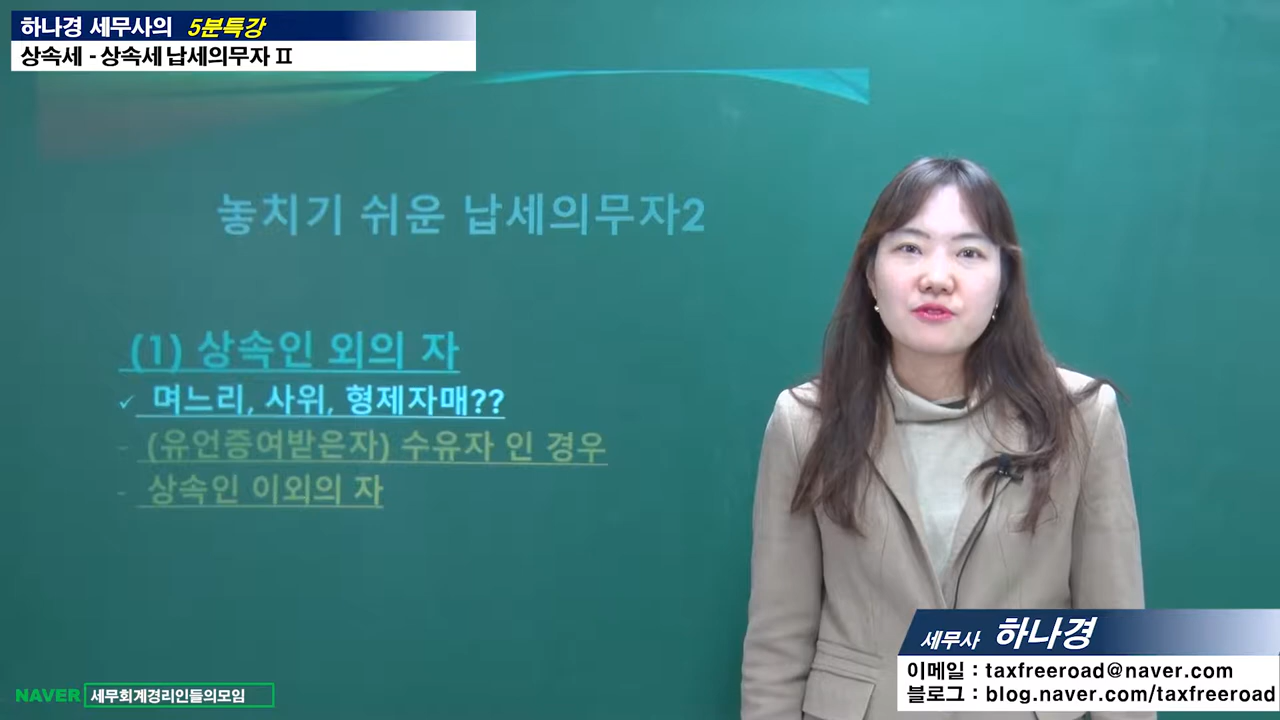 하나경 세무사의 5분특강
상속세 - 상속세 납세의무자 Ⅱ
놓치기 쉬운 납세의무자2
(1) 상속인 외의 자
✓ 며느리, 사위, 형제자매??
- (유언증여받은자) 수유자 인 경우
- 상속인 이외의 자
세무사 하나경
이메일 : taxfreeroad@naver.com
블로그 : blog.naver.com/taxfreeroad
NAVER 세무회계경리인들의모임